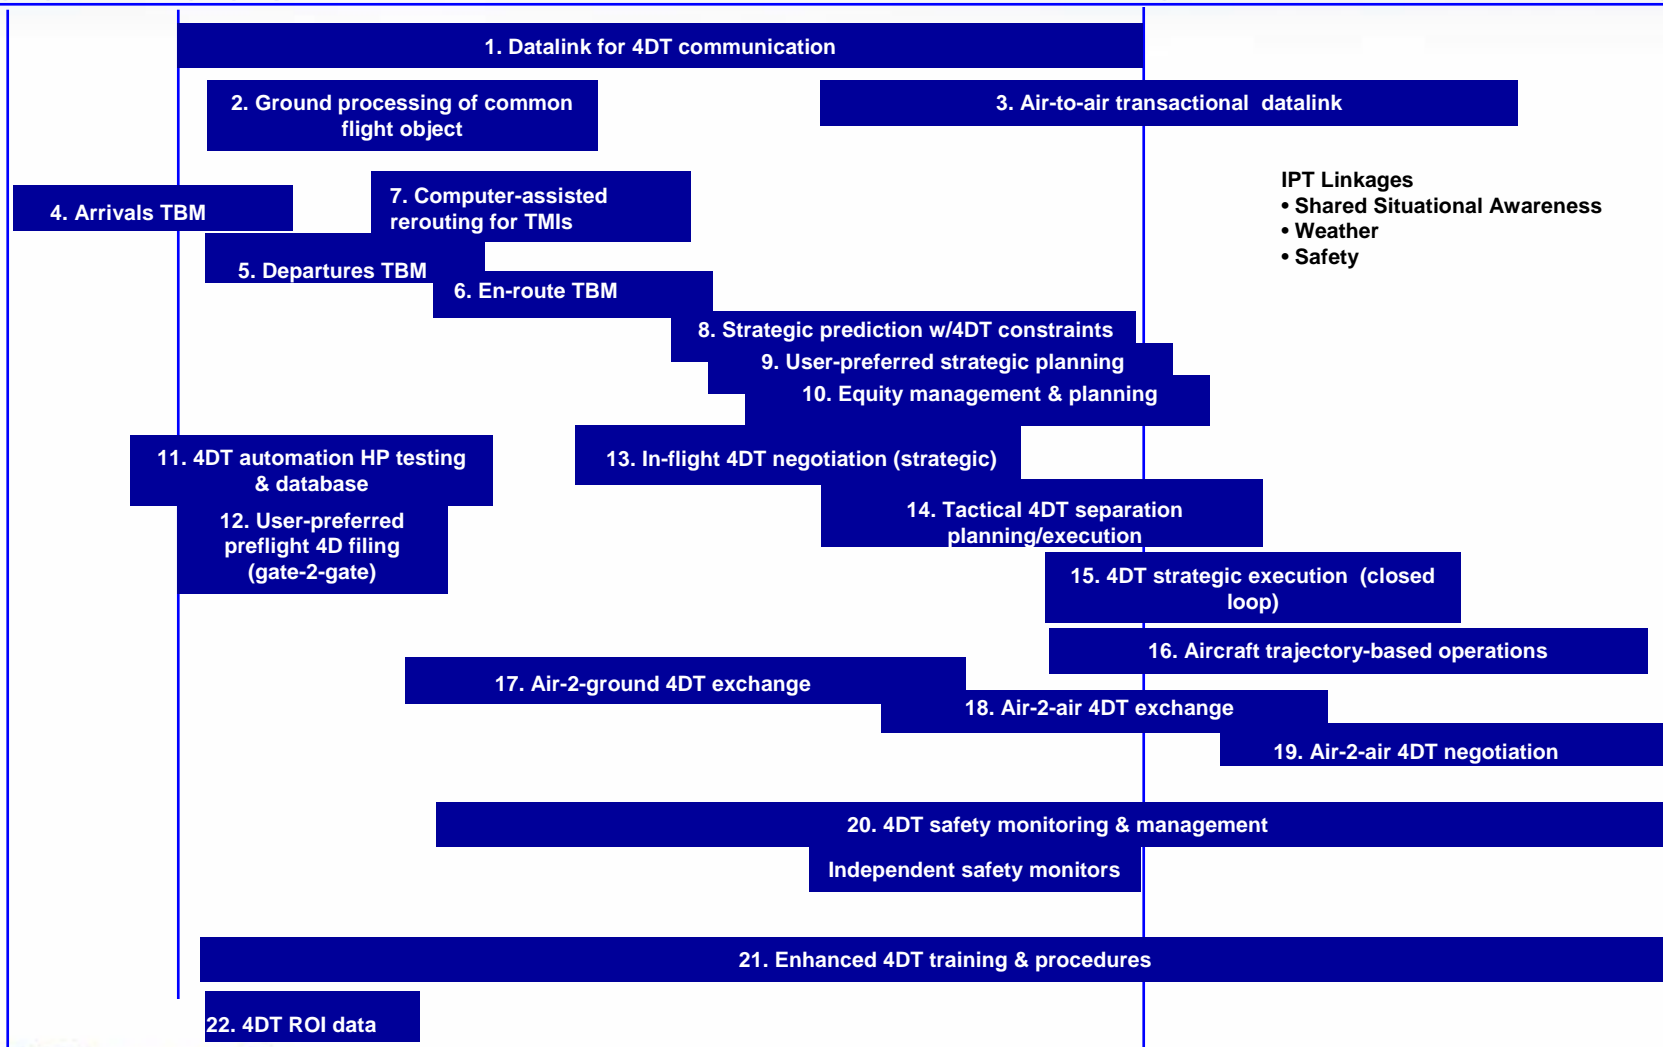 1. Datalink for 4DT communication
2. Ground processing of common
flight object
3. Air-to-air transactional datalink
IPT Linkages
• Shared Situational Awareness
• Weather
• Safety
4. Arrivals TBM
7. Computer-assisted
rerouting for TMIs
5. Departures TBM
6. En-route TBM
8. Strategic prediction w/4DT constraints
9. User-preferred strategic planning
10. Equity management & planning
11. 4DT automation HP testing
& database
13. In-flight 4DT negotiation (strategic)
12. User-preferred
preflight 4D filing
(gate-2-gate)
14. Tactical 4DT separation
planning/execution
15. 4DT strategic execution (closed
loop)
16. Aircraft trajectory-based operations
17. Air-2-ground 4DT exchange
18. Air-2-air 4DT exchange
19. Air-2-air 4DT negotiation
20. 4DT safety monitoring & management
Independent safety monitors
21. Enhanced 4DT training & procedures
22. 4DT ROI data